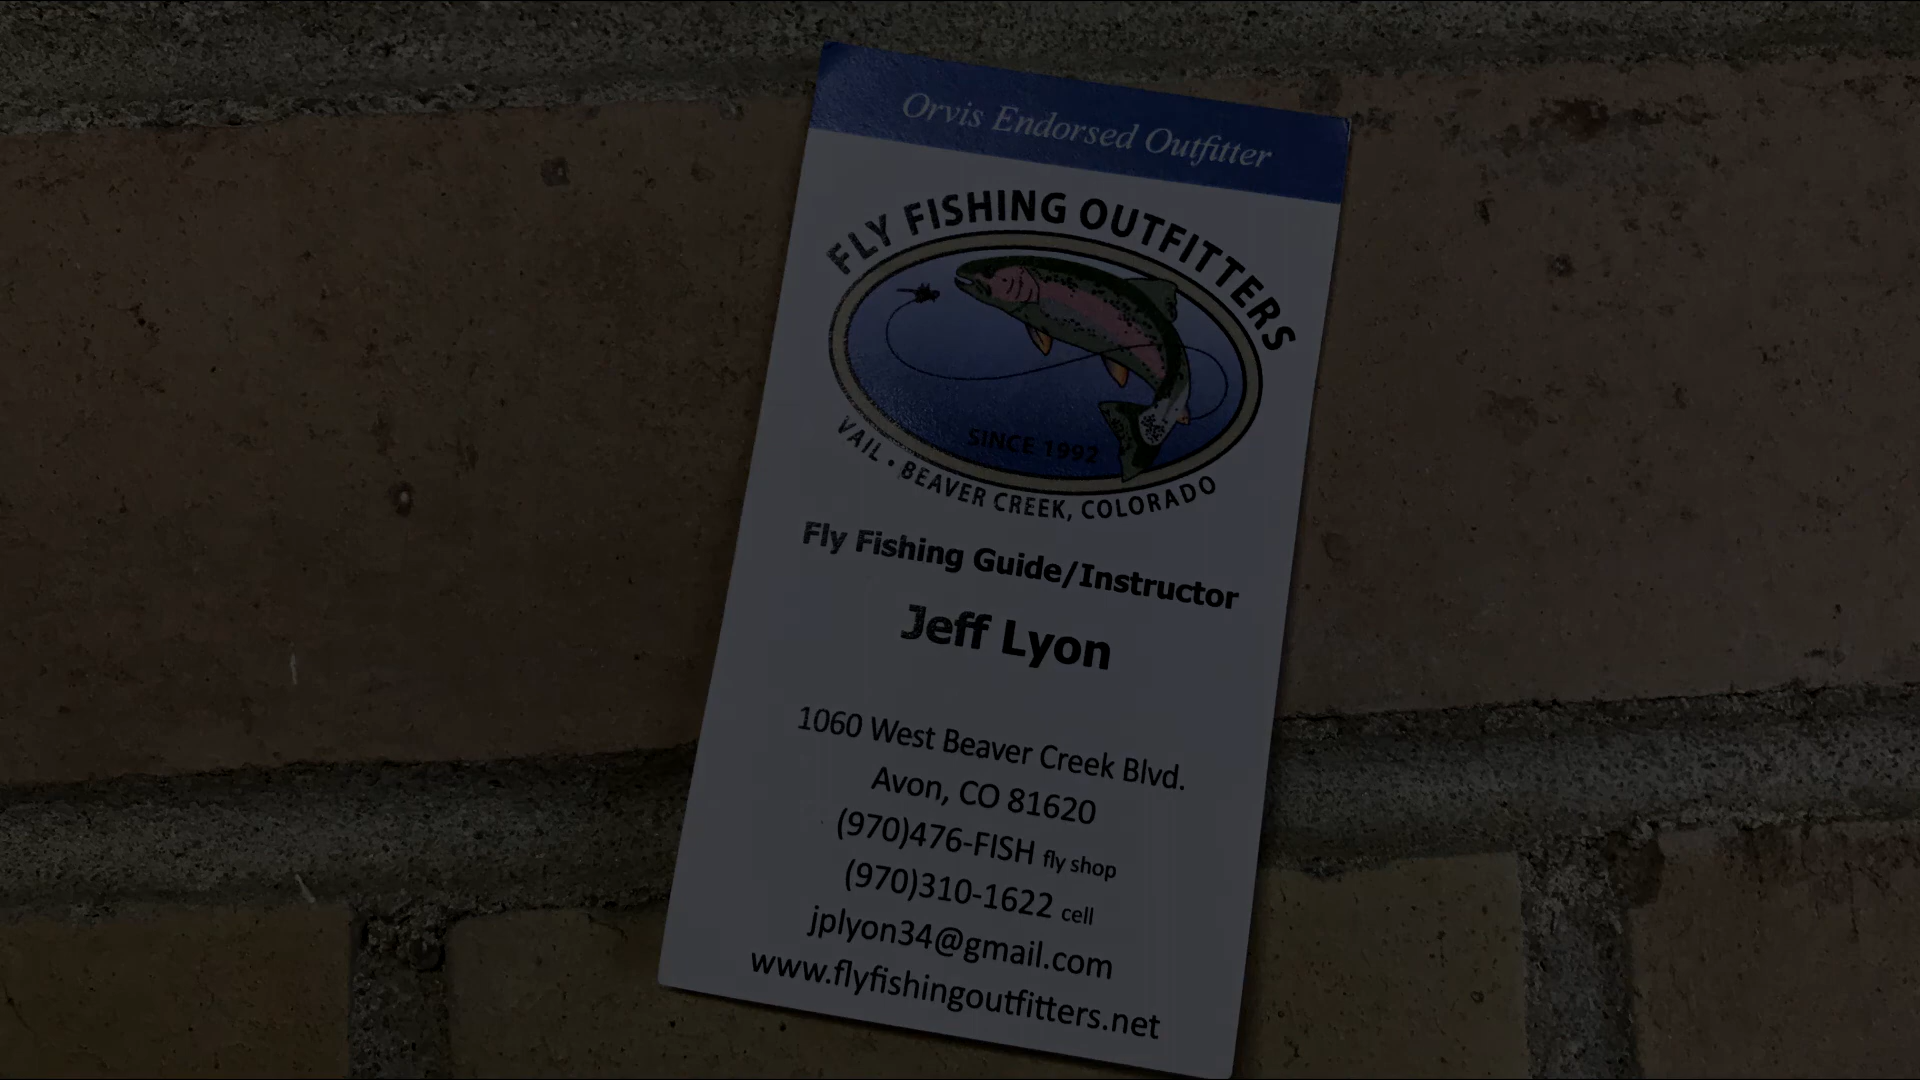 Orvis Endorsed Outfitter
FLY FISHING OUTFITTERS
SINCE 1992
VAIL • BEAVER CREEK, COLORADO
Fly Fishing Guide/Instructor
Jeff Lyon
1060 West Beaver Creek Blvd.
Avon, CO 81620
(970)476-FISH fly shop
(970)310-1622 cell
jplyon34@gmail.com
www.flyfishingoutfitters.net